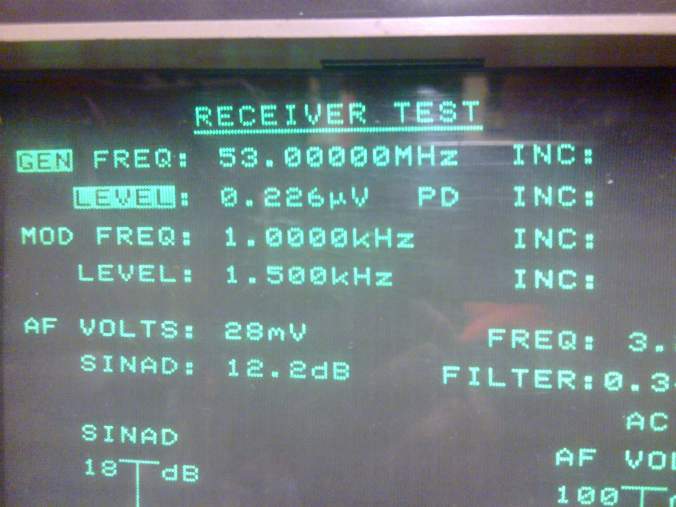 RECEIVER TEST
GEN FREQ: 53.00000MHz INC:
LEVEL: 0.226µV PD INC:
MOD FREQ: 1.0000kHz INC:
LEVEL: 1.500kHz INC:
AF VOLTS: 28mV FREQ: 3.
SINAD: 12.2dB FILTER:0.3
AC
SINAD AF VO
18 dB 100